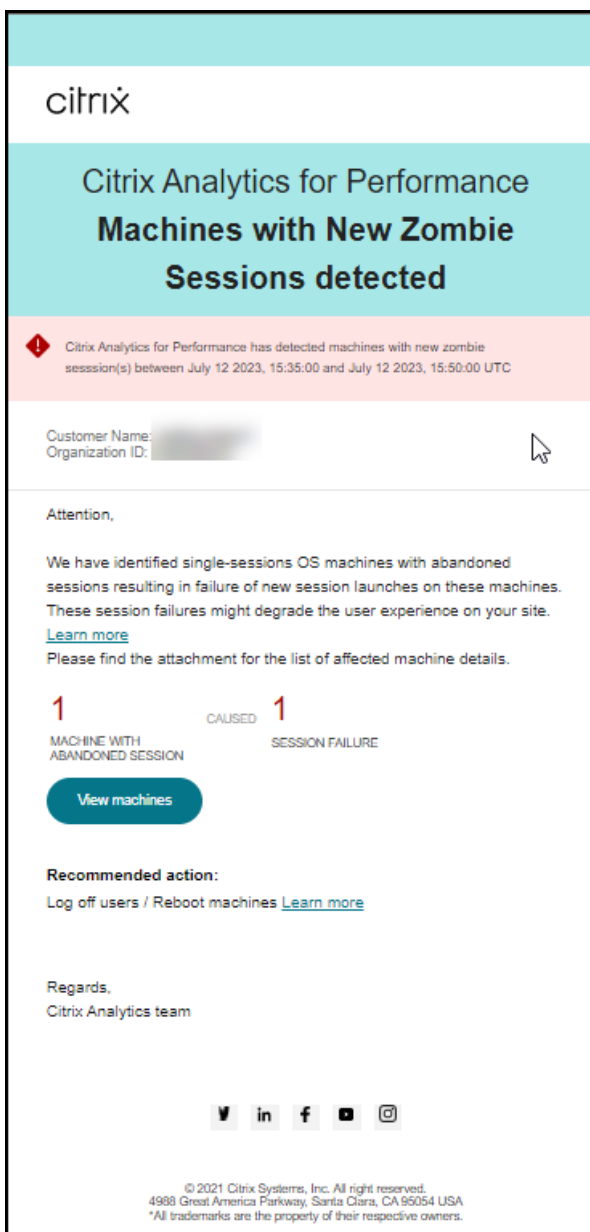 citrix
Citrix Analytics for Performance
Machines with New Zombie
Sessions detected
Citrix Analytics for Performance has detected machines with new zombie
sesssion(s) between July 12 2023, 15:35:00 and July 12 2023, 15:50:00 UTC
Customer Name:
Organization ID:
Attention,
We have identified single-sessions OS machines with abandoned
sessions resulting in failure of new session launches on these machines.
These session failures might degrade the user experience on your site.
Learn more
Please find the attachment for the list of affected machine details.
1 CAUSED 1
MACHINE WITH
ABANDONED SESSION
SESSION FAILURE
View machines
Recommended action:
Log off users / Reboot machines Learn more
Regards,
Citrix Analytics team
© 2021 Citrix Systems, Inc. All right reserved.
4988 Great America Parkway, Santa Clara, CA 95054 USA
*All trademarks are the property of their respective owners.